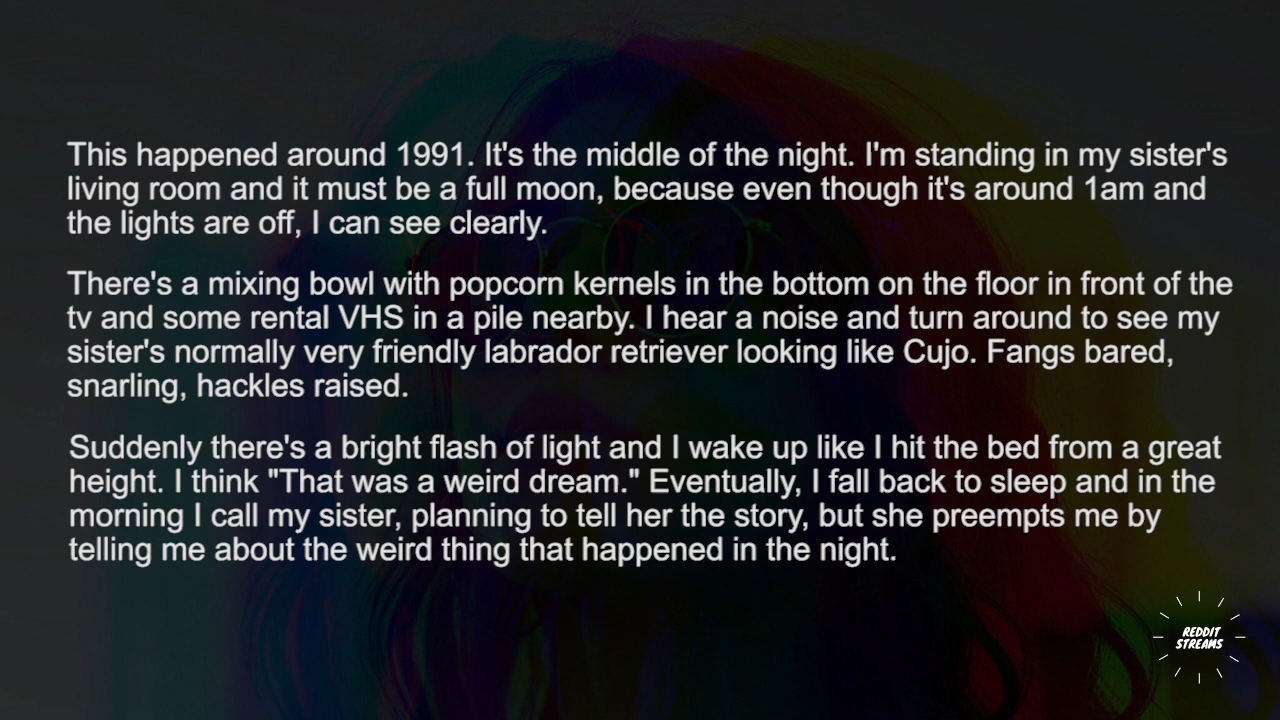 This happened around 1991. It's the middle of the night. I'm standing in my sister's
living room and it must be a full moon, because even though it's around 1am and
the lights are off, I can see clearly.
There's a mixing bowl with popcorn kernels in the bottom on the floor in front of the
tv and some rental VHS in a pile nearby. I hear a noise and turn around to see my
sister's normally very friendly labrador retriever looking like Cujo. Fangs bared,
snarling, hackles raised.
Suddenly there's a bright flash of light and I wake up like I hit the bed from a great
height. I think "That was a weird dream." Eventually, I fall back to sleep and in the
morning I call my sister, planning to tell her the story, but she preempts me by
telling me about the weird thing that happened in the night.
REDDIT
STREAMS